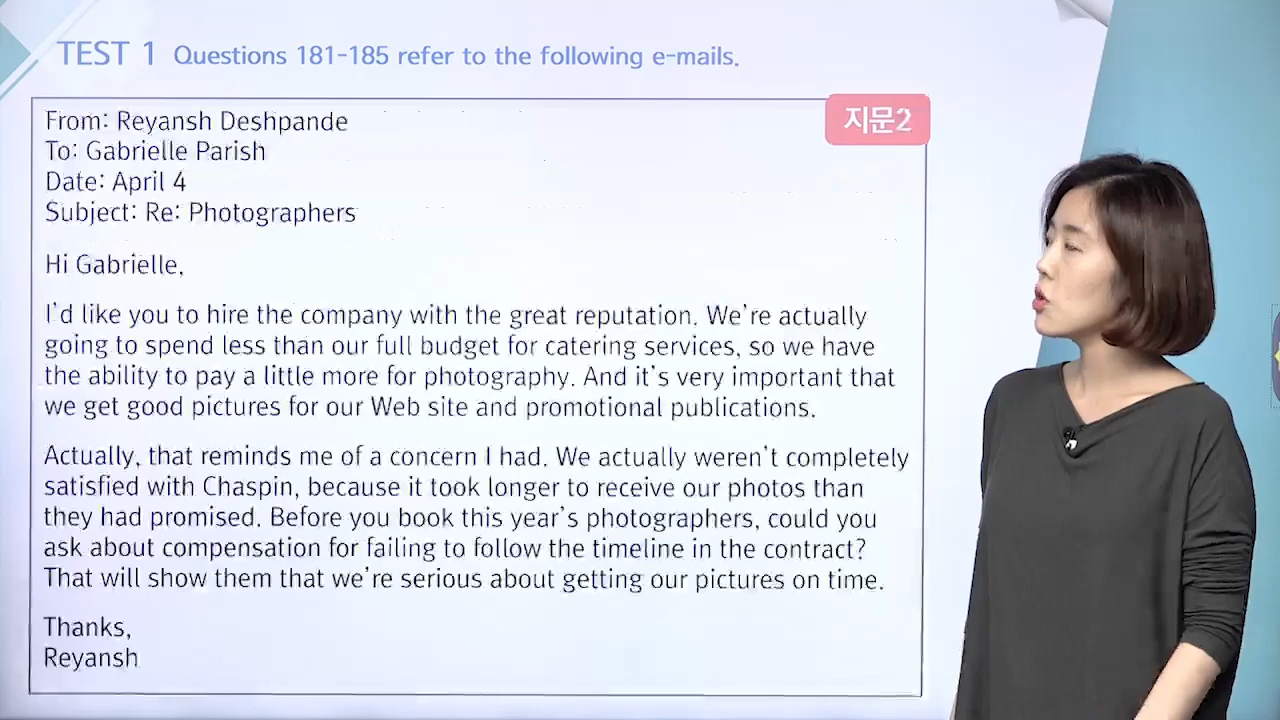 TEST 1 Questions 181-185 refer to the following e-mails.
지문2
From: Reyansh Deshpande
To: Gabrielle Parish
Date: April 4
Subject: Re: Photographers
Hi Gabrielle,
I'd like you to hire the company with the great reputation. We're actually
going to spend less than our full budget for catering services, so we have
the ability to pay a little more for photography. And it's very important that
we get good pictures for our Web site and promotional publications.
Actually, that reminds me of a concern I had. We actually weren't completely
satisfied with Chaspin, because it took longer to receive our photos than
they had promised. Before you book this year's photographers, could you
ask about compensation for failing to follow the timeline in the contract?
That will show them that we're serious about getting our pictures on time.
Thanks,
Reyansh